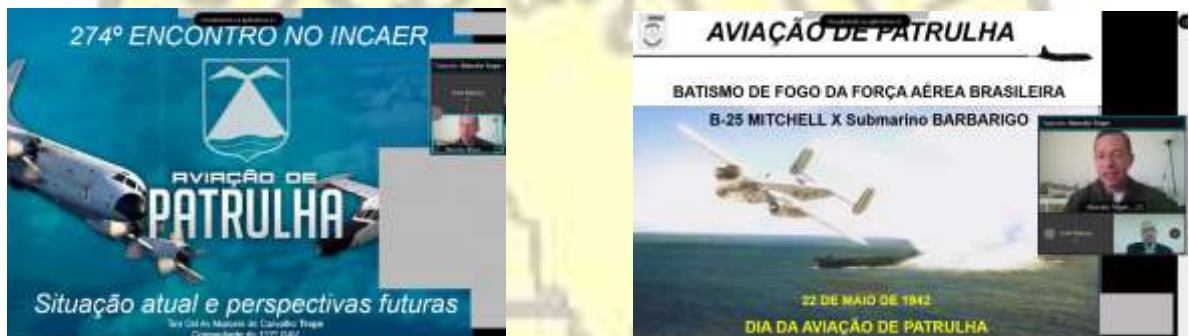 274º ENCONTRO NO INCAER
AVIAÇÃO DE
PATRULHA
Situação atual e perspectivas futuras
AVIAÇÃO DE PATRULHA
BATISMO DE FOGO DA FORÇA AÉREA BRASILEIRA
B-25 MITCHELL X Submarino BARBARIGO
22 DE MAIO DE 1942
DIA DA AVIAÇÃO DE PATRULHA